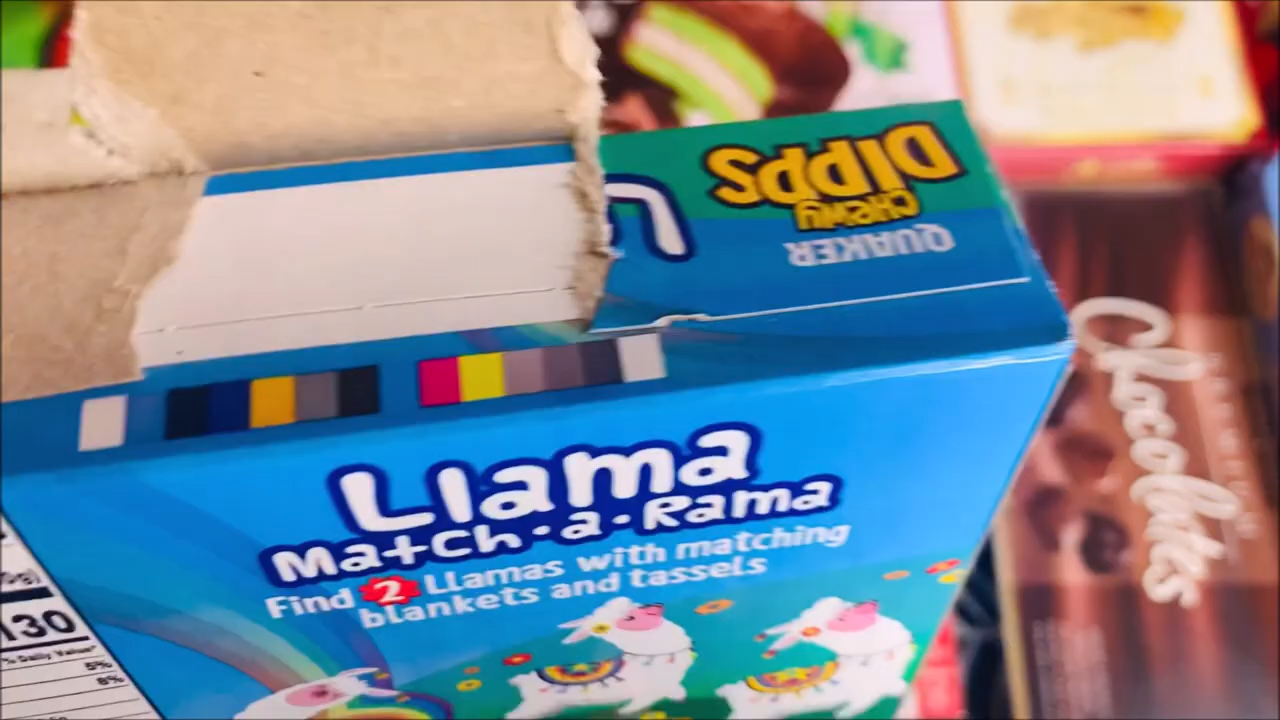 DIPPS
CHEWY
QUAKER
Llama
Match·a·Rama
Find 2 Llamas with matching
blankets and tassels
130
% Daily Value*
5%
8%
Chocolates